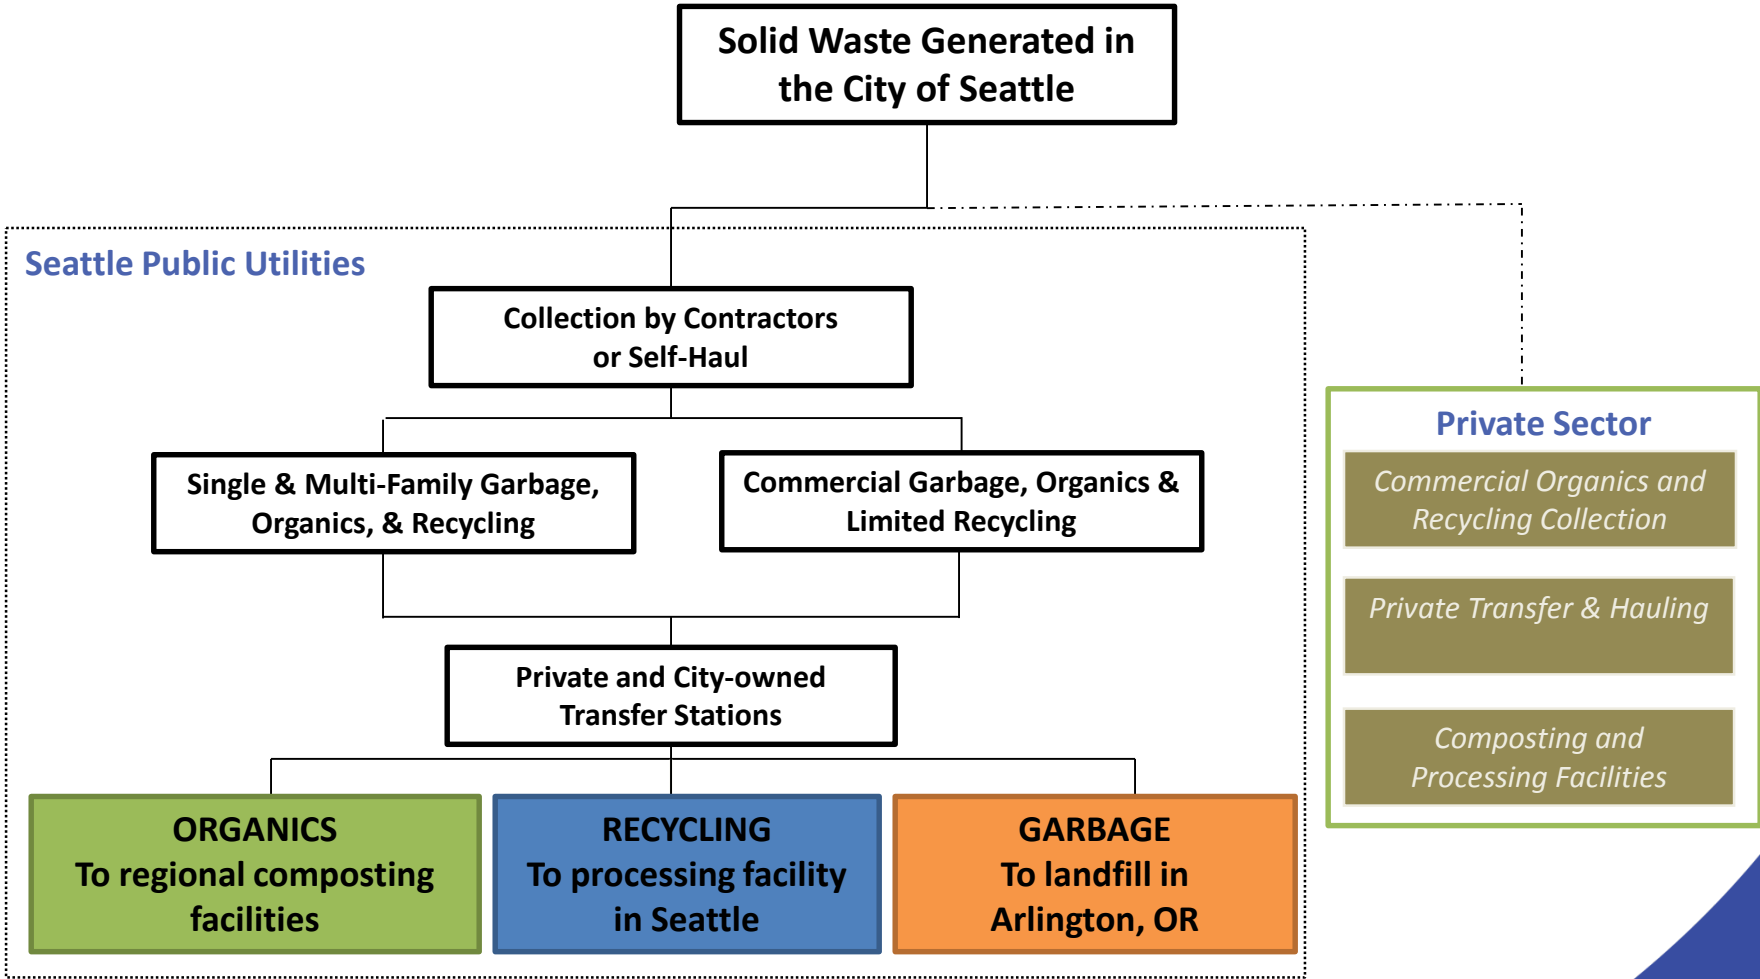 Solid Waste Generated in
the City of Seattle
Seattle Public Utilities
Collection by Contractors
or Self-Haul
Single & Multi-Family Garbage,
Organics, & Recycling
Commercial Garbage, Organics &
Limited Recycling
Private and City-owned
Transfer Stations
ORGANICS
To regional composting
facilities
RECYCLING
To processing facility
in Seattle
GARBAGE
To landfill in
Arlington, OR
Private Sector
Commercial Organics and
Recycling Collection
Private Transfer & Hauling
Composting and
Processing Facilities